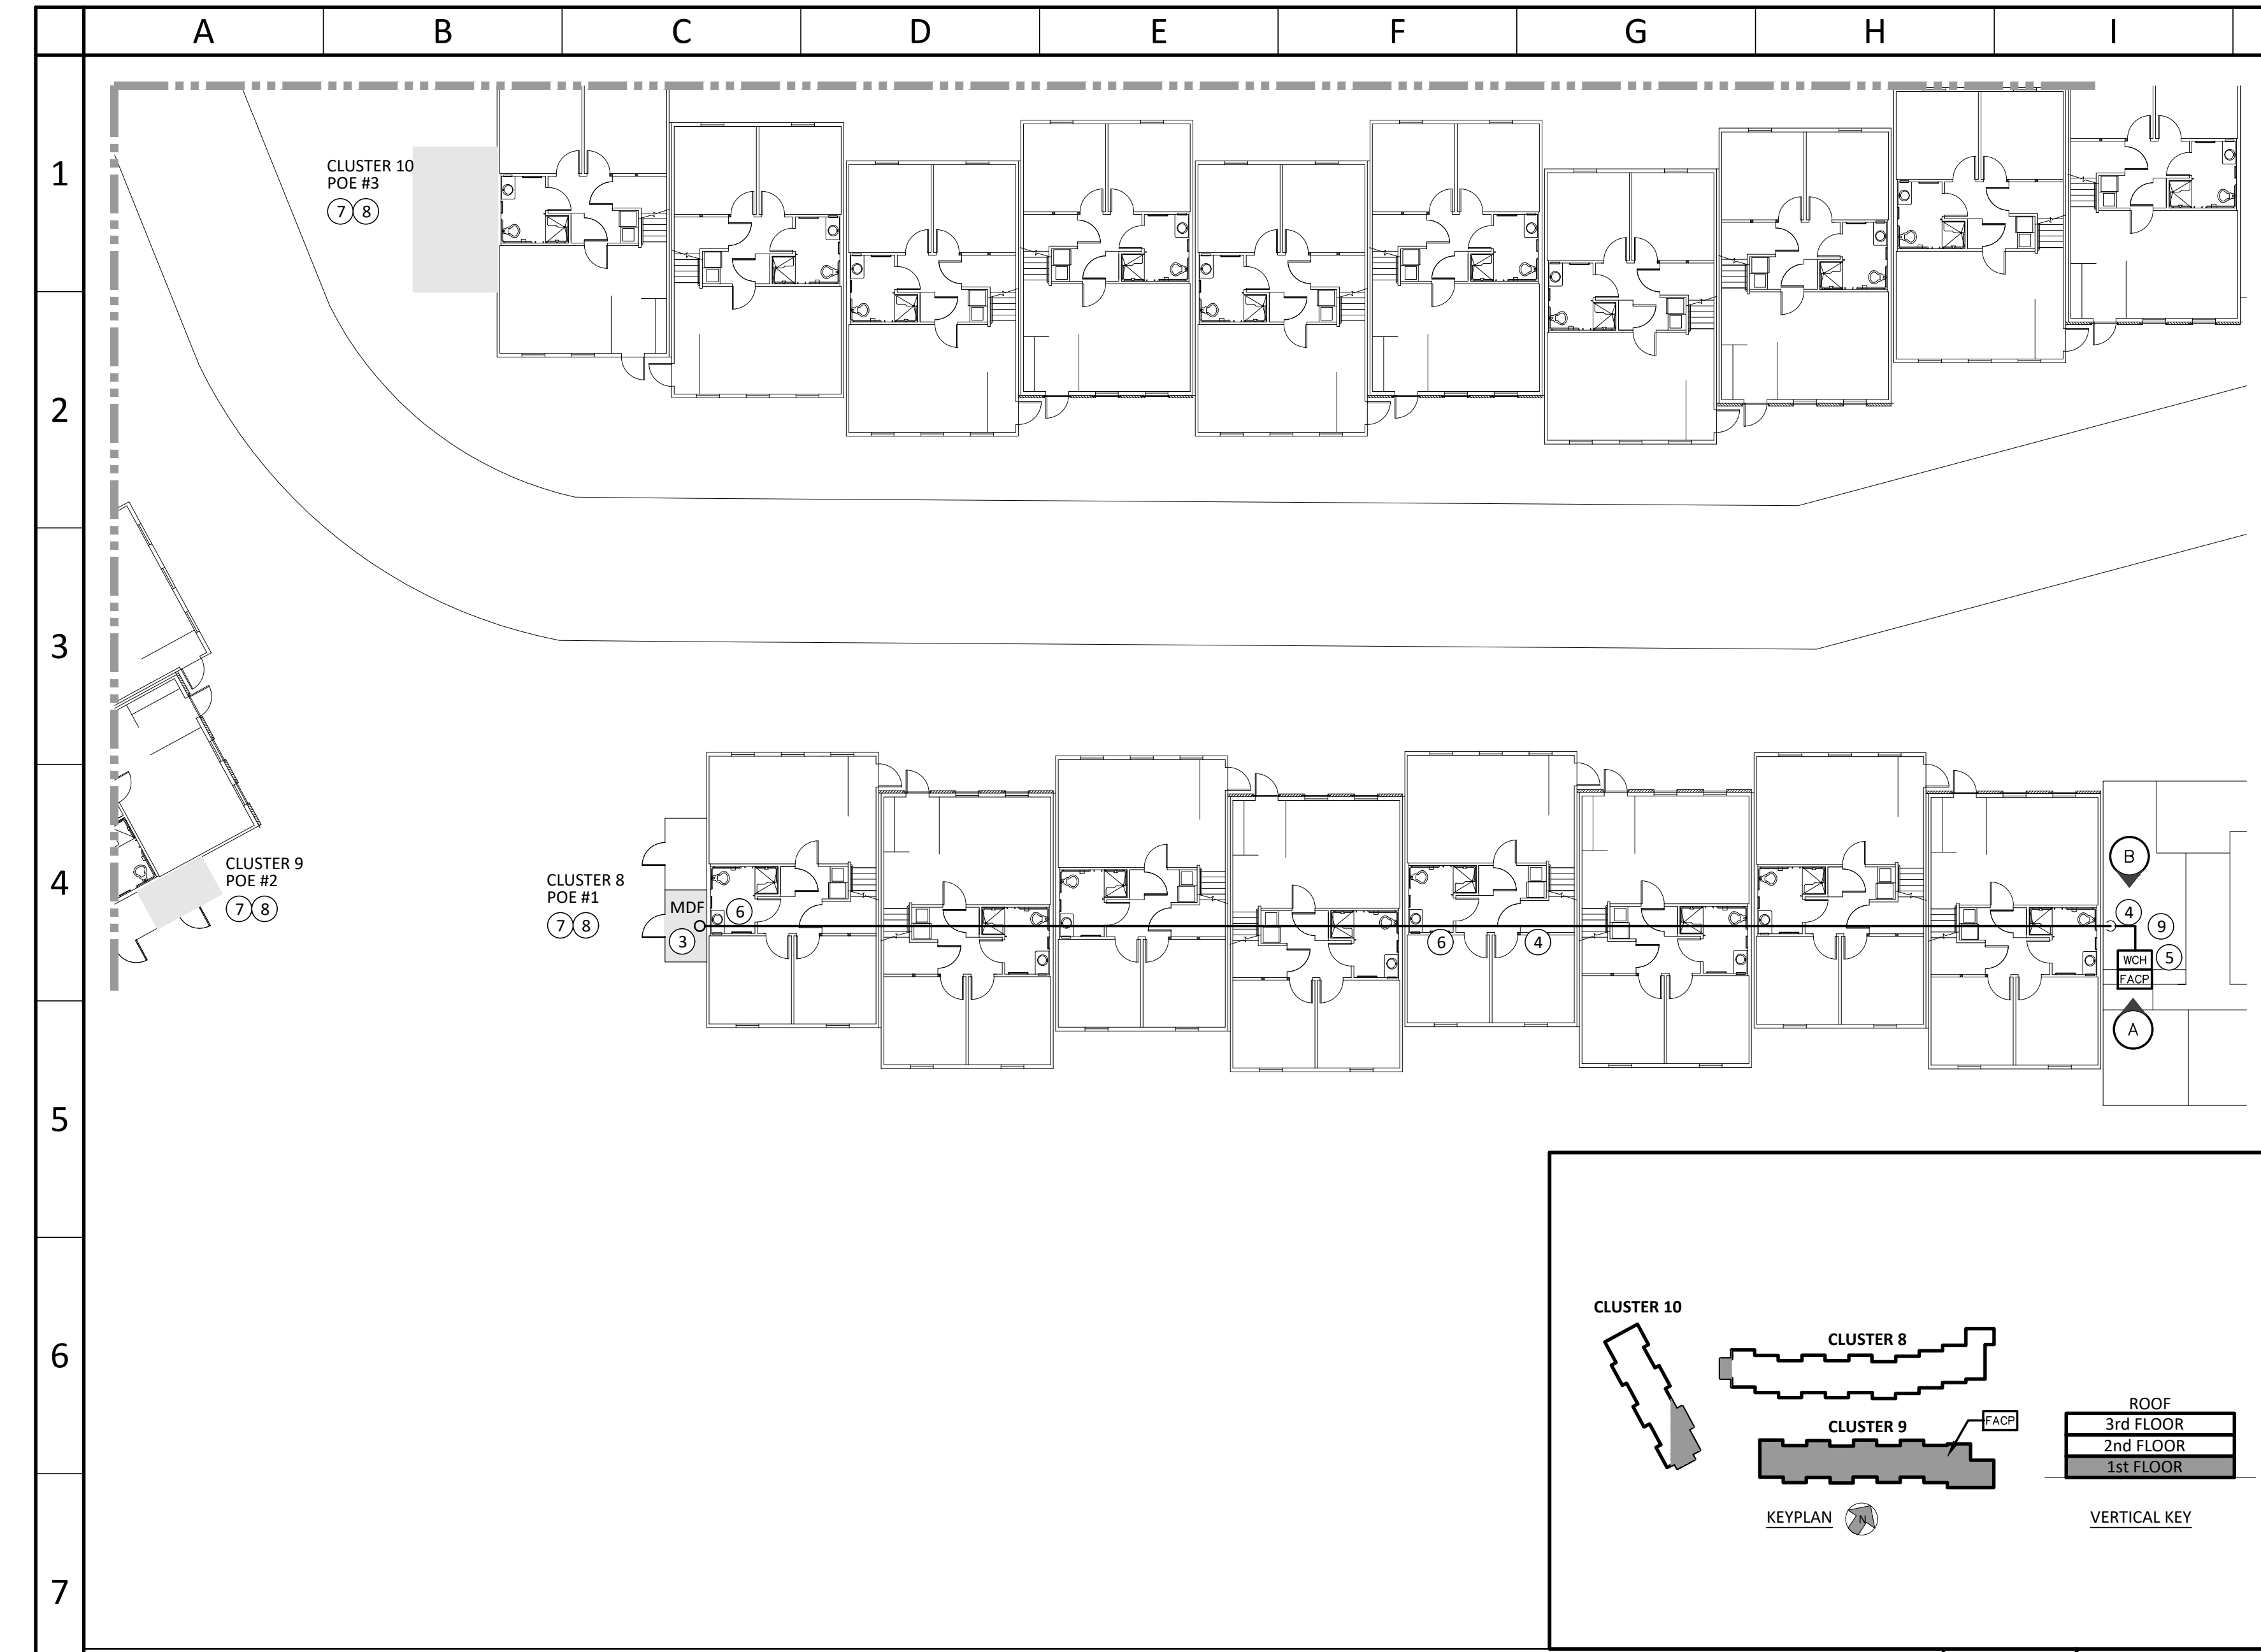 A B C D E F G H I
1
CLUSTER 10
POE #3
7 8
2
3
4
CLUSTER 9
POE #2
7 8
CLUSTER 8
POE #1
7 8
MDF
3
6
6
4
B
4
9
WCH
5
FACP
A
5
6
CLUSTER 10
CLUSTER 8
CLUSTER 9
FACP
ROOF
3rd FLOOR
2nd FLOOR
1st FLOOR
KEYPLAN
N
VERTICAL KEY
7